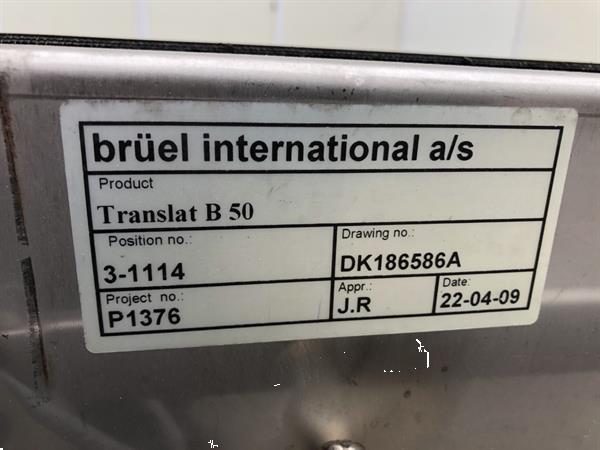 brüel international a/s
Product
Translat B 50
Position no.:
3-1114
Drawing no.:
DK186586A
Project no.:
P1376
Appr.:
J.R
Date:
22-04-09